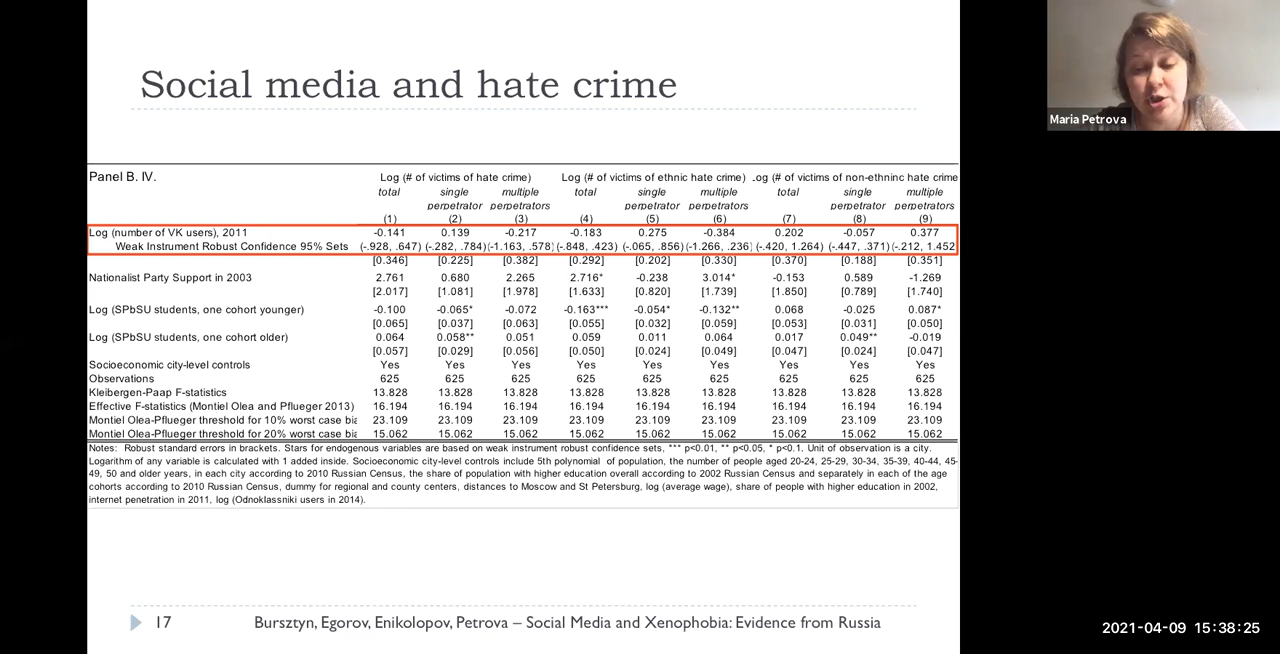 Social media and hate crime
Maria Petrova
Panel B. IV. Log (# of victims of hate crime) Log (# of victims of ethnic hate crime) Log (# of victims of non-ethninc hate crime
total single multiple total single multiple total single multiple
perpetrator perpetrators perpetrator perpetrators perpetrator perpetrators
(1) (2) (3) (4) (5) (6) (7) (8) (9)
Log (number of VK users), 2011 -0.141 0.139 -0.217 -0.183 0.275 -0.384 0.202 -0.057 0.377
Weak Instrument Robust Confidence 95% Sets (-.928, .647) (-.282, .784) (-1.163, .578) (-.848, .423) (-.065, .856) (-1.266, .236) (-.420, 1.264) (-.447, .371) (-.212, 1.452
[0.346] [0.225] [0.382] [0.292] [0.202] [0.330] [0.370] [0.188] [0.351]
Nationalist Party Support in 2003 2.761 0.680 2.265 2.716* -0.238 3.014* -0.153 0.589 -1.269
[2.017] [1.081] [1.978] [1.633] [0.820] [1.739] [1.850] [0.789] [1.740]
Log (SPbSU students, one cohort younger) -0.100 -0.065* -0.072 -0.163*** -0.054* -0.132** 0.068 -0.025 0.087*
[0.065] [0.037] [0.063] [0.055] [0.032] [0.059] [0.053] [0.031] [0.050]
Log (SPbSU students, one cohort older) 0.064 0.058** 0.051 0.059 0.011 0.064 0.017 0.049** -0.019
[0.057] [0.029] [0.056] [0.050] [0.024] [0.049] [0.047] [0.024] [0.047]
Socioeconomic city-level controls Yes Yes Yes Yes Yes Yes Yes Yes Yes
Observations 625 625 625 625 625 625 625 625 625
Kleibergen-Paap F-statistics 13.828 13.828 13.828 13.828 13.828 13.828 13.828 13.828 13.828
Effective F-statistics (Montiel Olea and Pflueger 2013) 16.194 16.194 16.194 16.194 16.194 16.194 16.194 16.194 16.194
Montiel Olea-Pflueger threshold for 10% worst case bia 23.109 23.109 23.109 23.109 23.109 23.109 23.109 23.109 23.109
Montiel Olea-Pflueger threshold for 20% worst case bia 15.062 15.062 15.062 15.062 15.062 15.062 15.062 15.062 15.062
Notes: Robust standard errors in brackets. Stars for endogenous variables are based on weak instrument robust confidence sets, *** p<0.01, ** p<0.05, * p<0.1. Unit of observation is a city.
Logarithm of any variable is calculated with 1 added inside. Socioeconomic city-level controls include 5th polynomial of population, the number of people aged 20-24, 25-29, 30-34, 35-39, 40-44, 45-
49, 50 and older years, in each city according to 2010 Russian Census, the share of population with higher education overall according to 2002 Russian Census and separately in each of the age
cohorts according to 2010 Russian Census, dummy for regional and county centers, distances to Moscow and St Petersburg, log (average wage), share of people with higher education in 2002,
internet penetration in 2011, log (Odnoklassniki users in 2014).
17 Bursztyn, Egorov, Enikolopov, Petrova – Social Media and Xenophobia: Evidence from Russia
2021-04-09 15:38:25